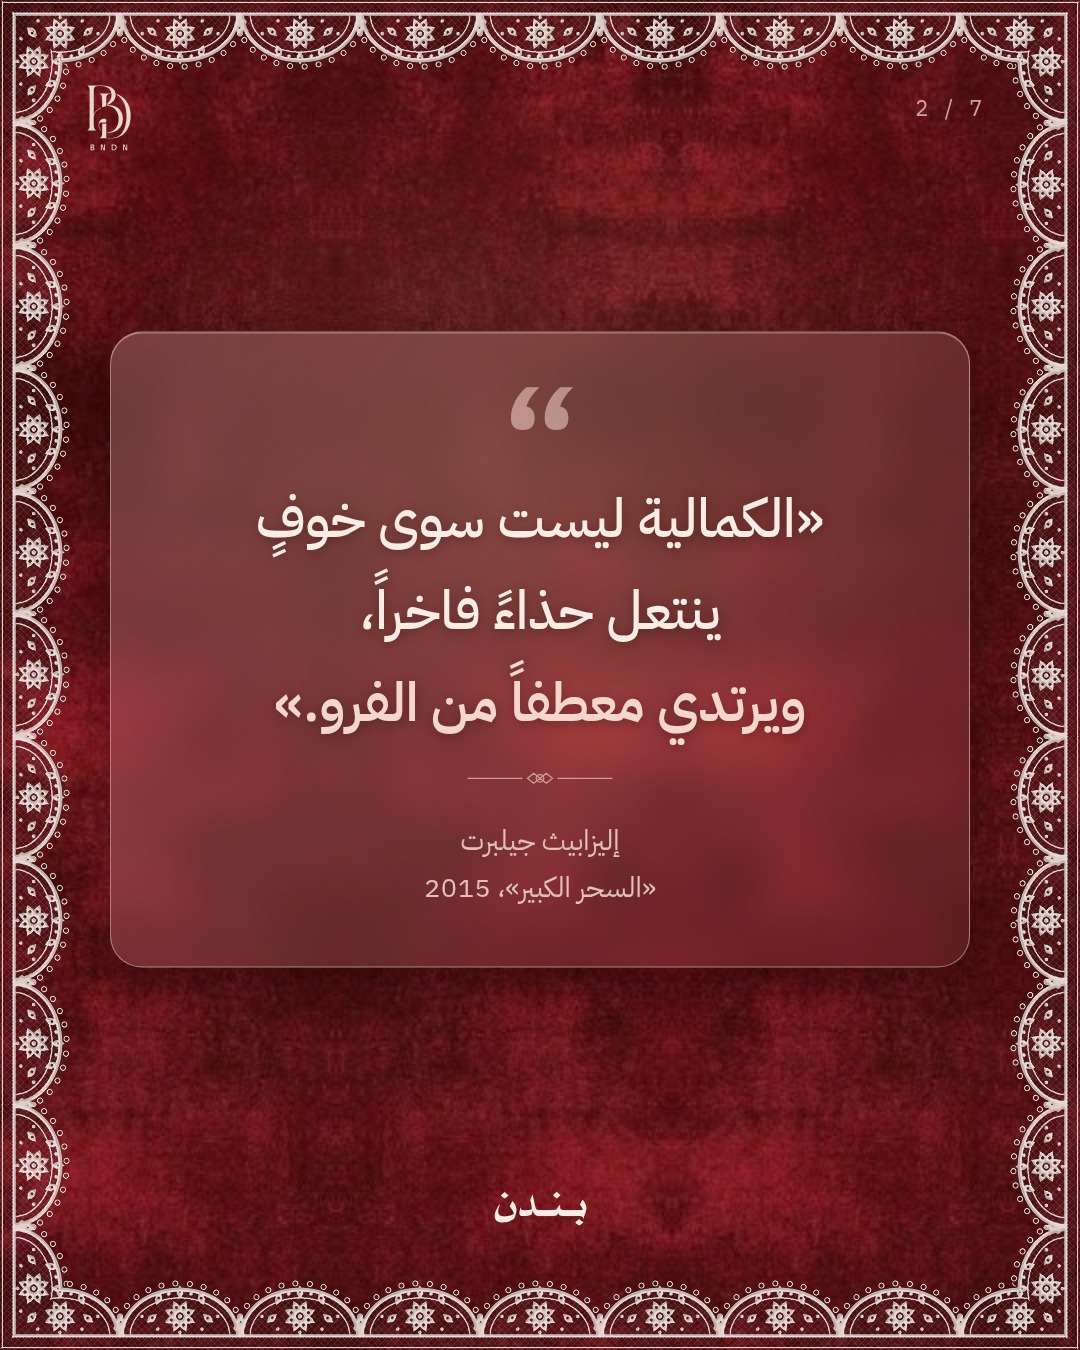 BNDN
2 / 7
“
«الكمالية ليست سوى خوفٍ
ينتعل حذاءً فاخراً،
ويرتدي معطفاً من الفرو.»
إليزابيث جيلبرت
«السحر الكبير»، 2015
بندن